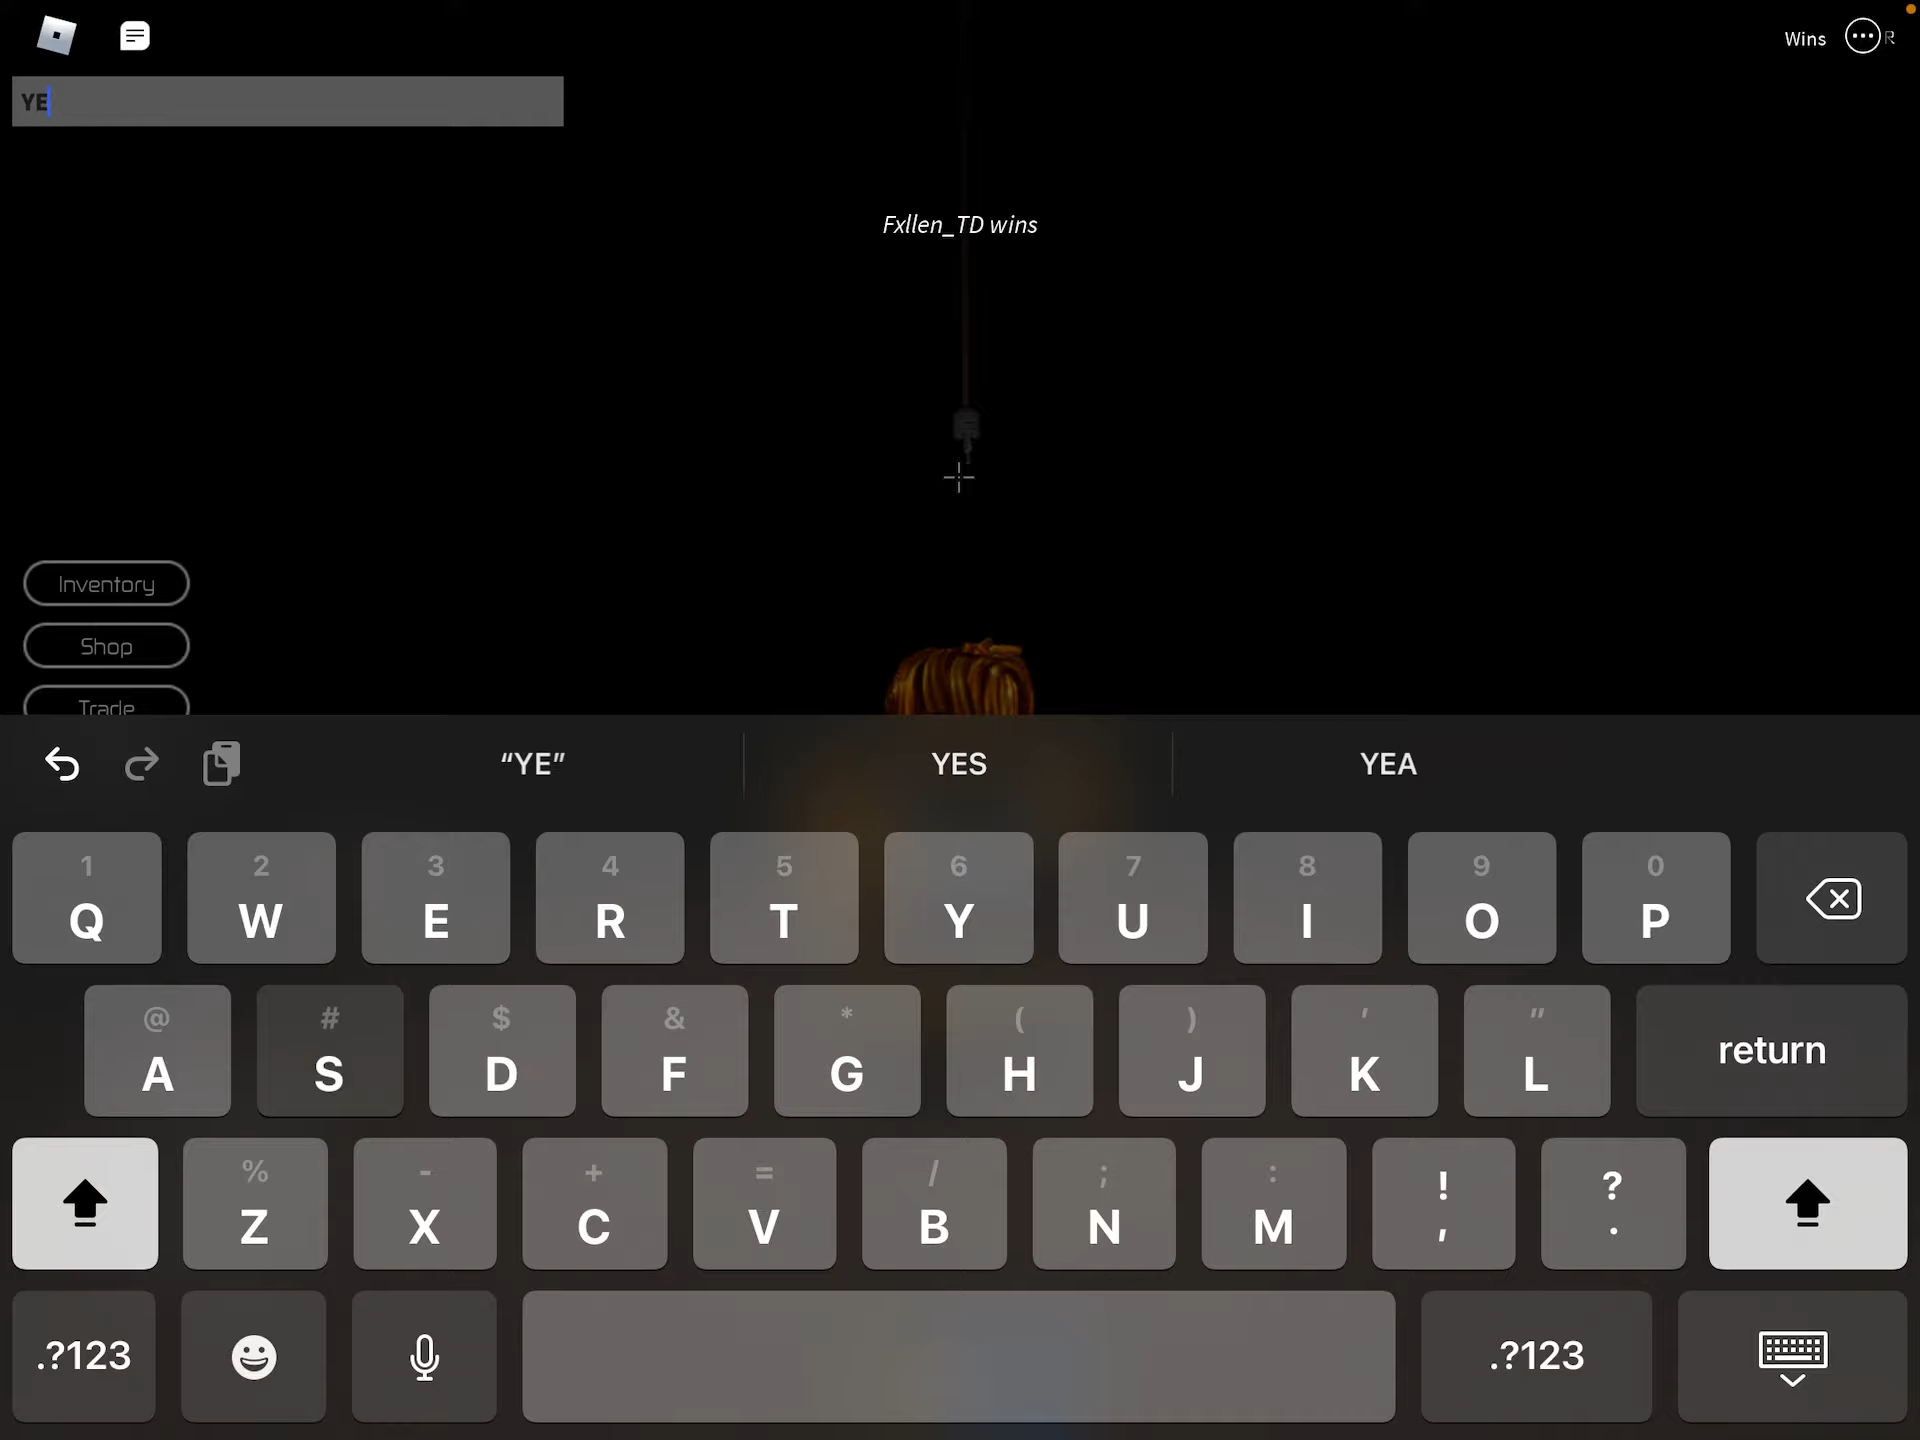 Wins R
YE
Fxllen_TD wins
Inventory
Shop
Trade
“YE” YES YEA
1 2 3 4 5 6 7 8 9 0
Q W E R T Y U I O P
@ # $ & * ( ) ' "
A S D F G H J K L return
% - + = / ; : ! ?
Z X C V B N M , .
.?123 .?123